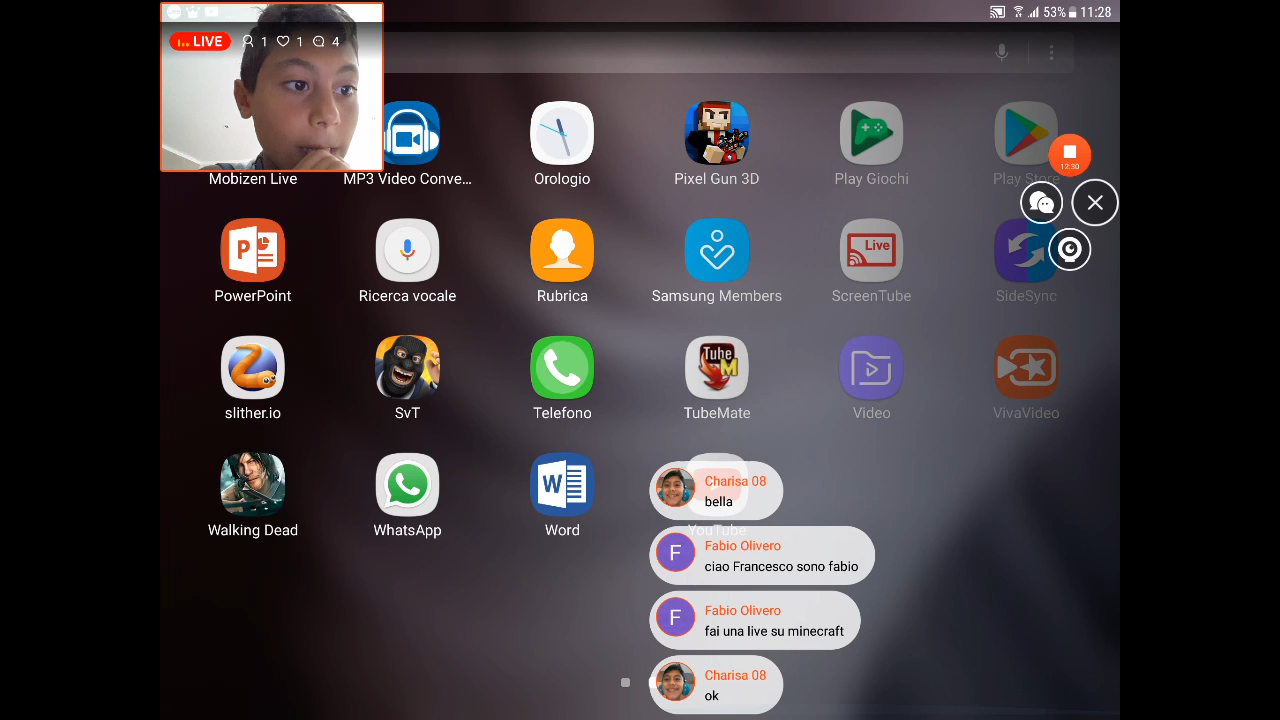 53% 11:28
LIVE 1 1 4
Mobizen Live
MP3 Video Conve...
Orologio
Pixel Gun 3D
Play Giochi
Play Store
12:30
P
PowerPoint
Ricerca vocale
Rubrica
Samsung Members
Live
ScreenTube
SideSync
slither.io
SvT
Telefono
Tube M
TubeMate
Video
VivaVideo
Walking Dead
WhatsApp
W
Word
YouTube
Charisa 08
bella
F
Fabio Olivero
ciao Francesco sono fabio
F
Fabio Olivero
fai una live su minecraft
Charisa 08
ok